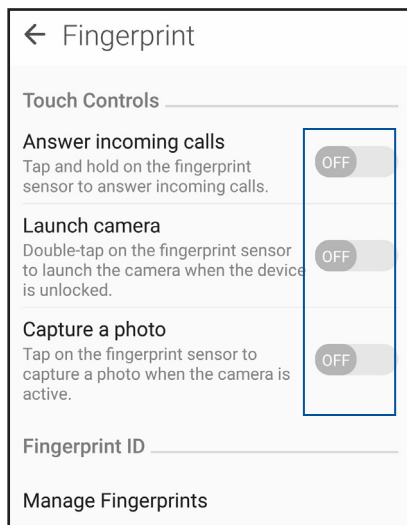 Fingerprint
Touch Controls
Answer incoming calls
Tap and hold on the fingerprint
sensor to answer incoming calls.
OFF
Launch camera
Double-tap on the fingerprint sensor
to launch the camera when the device
is unlocked.
OFF
Capture a photo
Tap on the fingerprint sensor to
capture a photo when the camera is
active.
OFF
Fingerprint ID
Manage Fingerprints